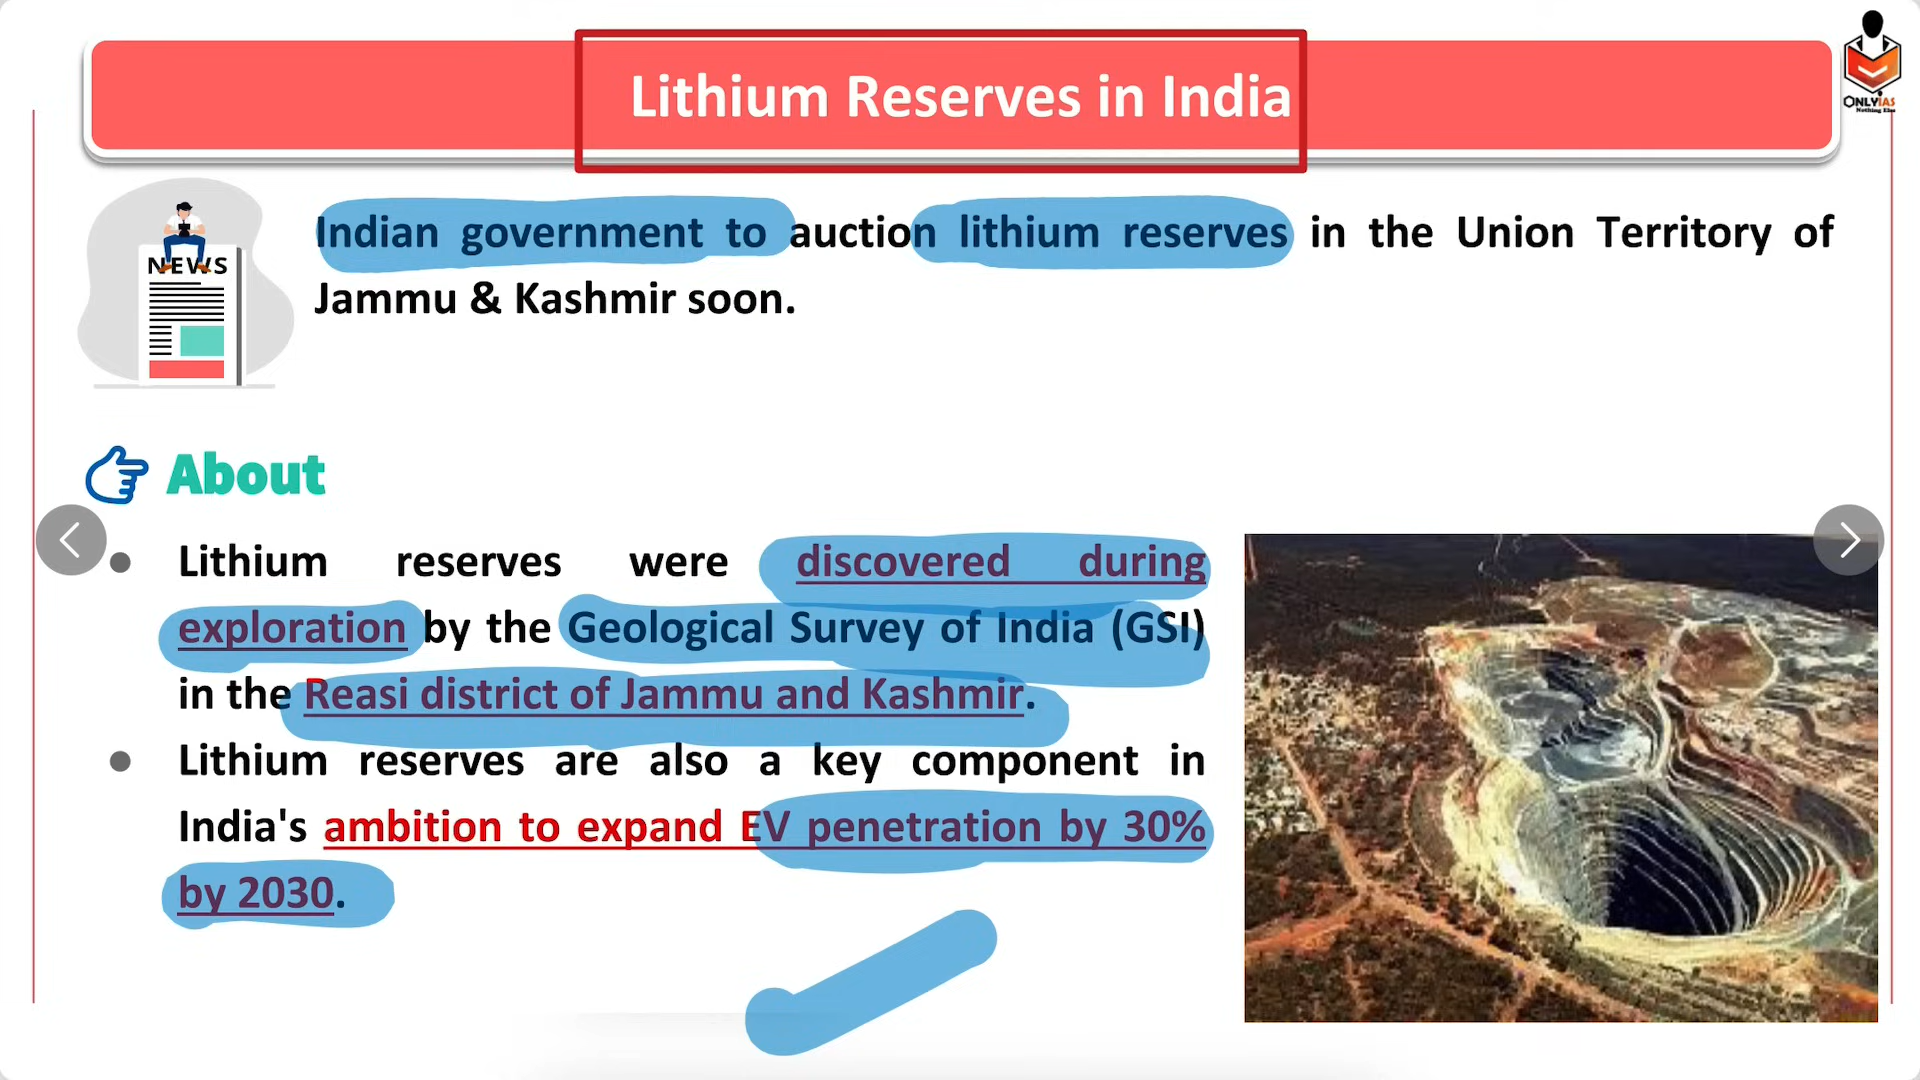 Lithium Reserves in India
ONLYIAS
Nothing Else
NEWS
Indian government to auction lithium reserves in the Union Territory of
Jammu & Kashmir soon.
About
Lithium reserves were discovered during
exploration by the Geological Survey of India (GSI)
in the Reasi district of Jammu and Kashmir.
Lithium reserves are also a key component in
India's ambition to expand EV penetration by 30%
by 2030.